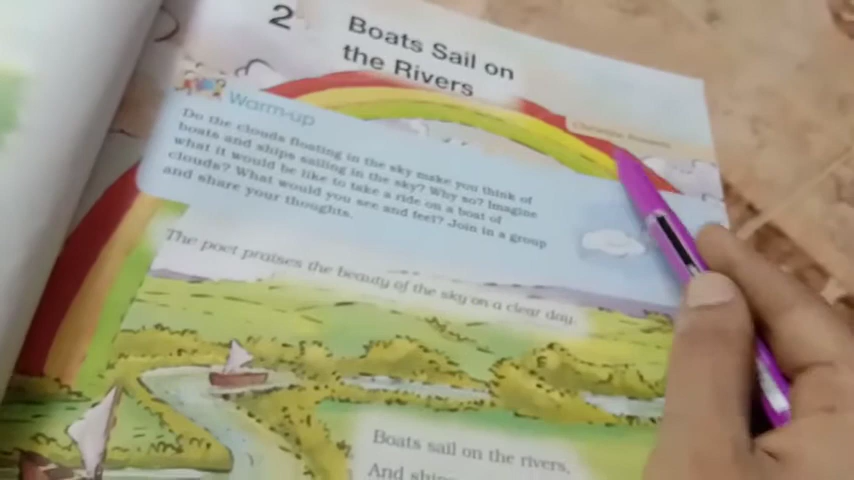 2
Boats Sail on
the Rivers
Christina Rossetti
Warm-up
Do the clouds floating in the sky make you think of
boats and ships sailing in the sky? Why so? Imagine
what it would be like to take a ride on a boat of
clouds? What would you see and feel? Join in a group
and share your thoughts.
The poet praises the beauty of the sky on a clear day.
Boats sail on the rivers,
And